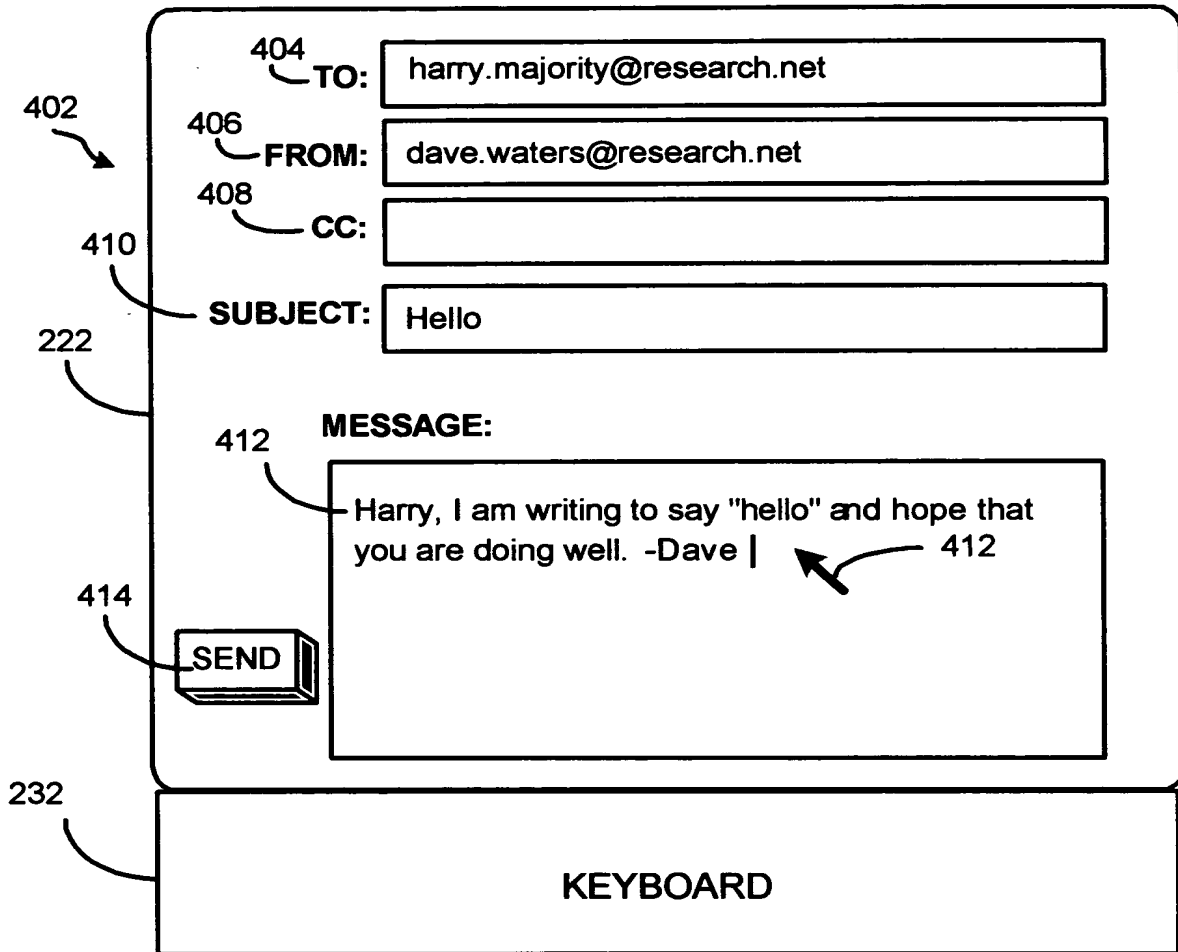 404
TO: harry.majority@research.net
402
406
FROM: dave.waters@research.net
408
CC:
410
SUBJECT: Hello
222
MESSAGE:
412
Harry, I am writing to say "hello" and hope that
you are doing well. -Dave | 412
414
SEND
232
KEYBOARD